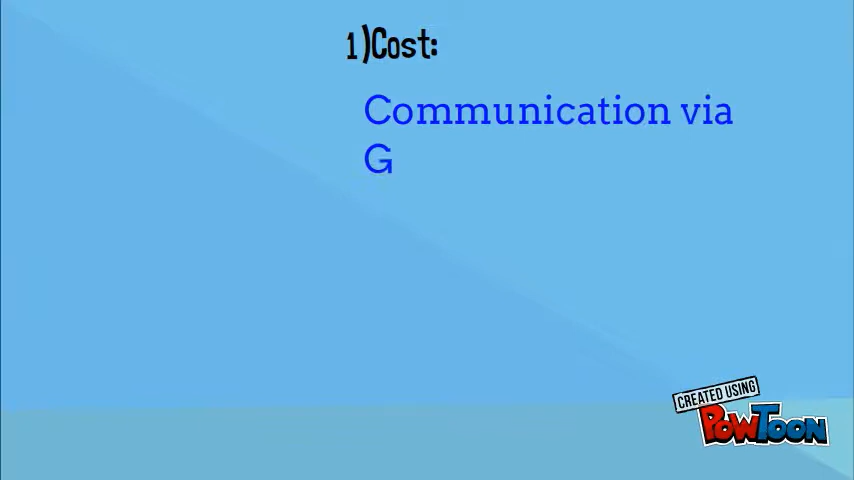 1)Cost:
Communication via
G
CREATED USING
POWTOON